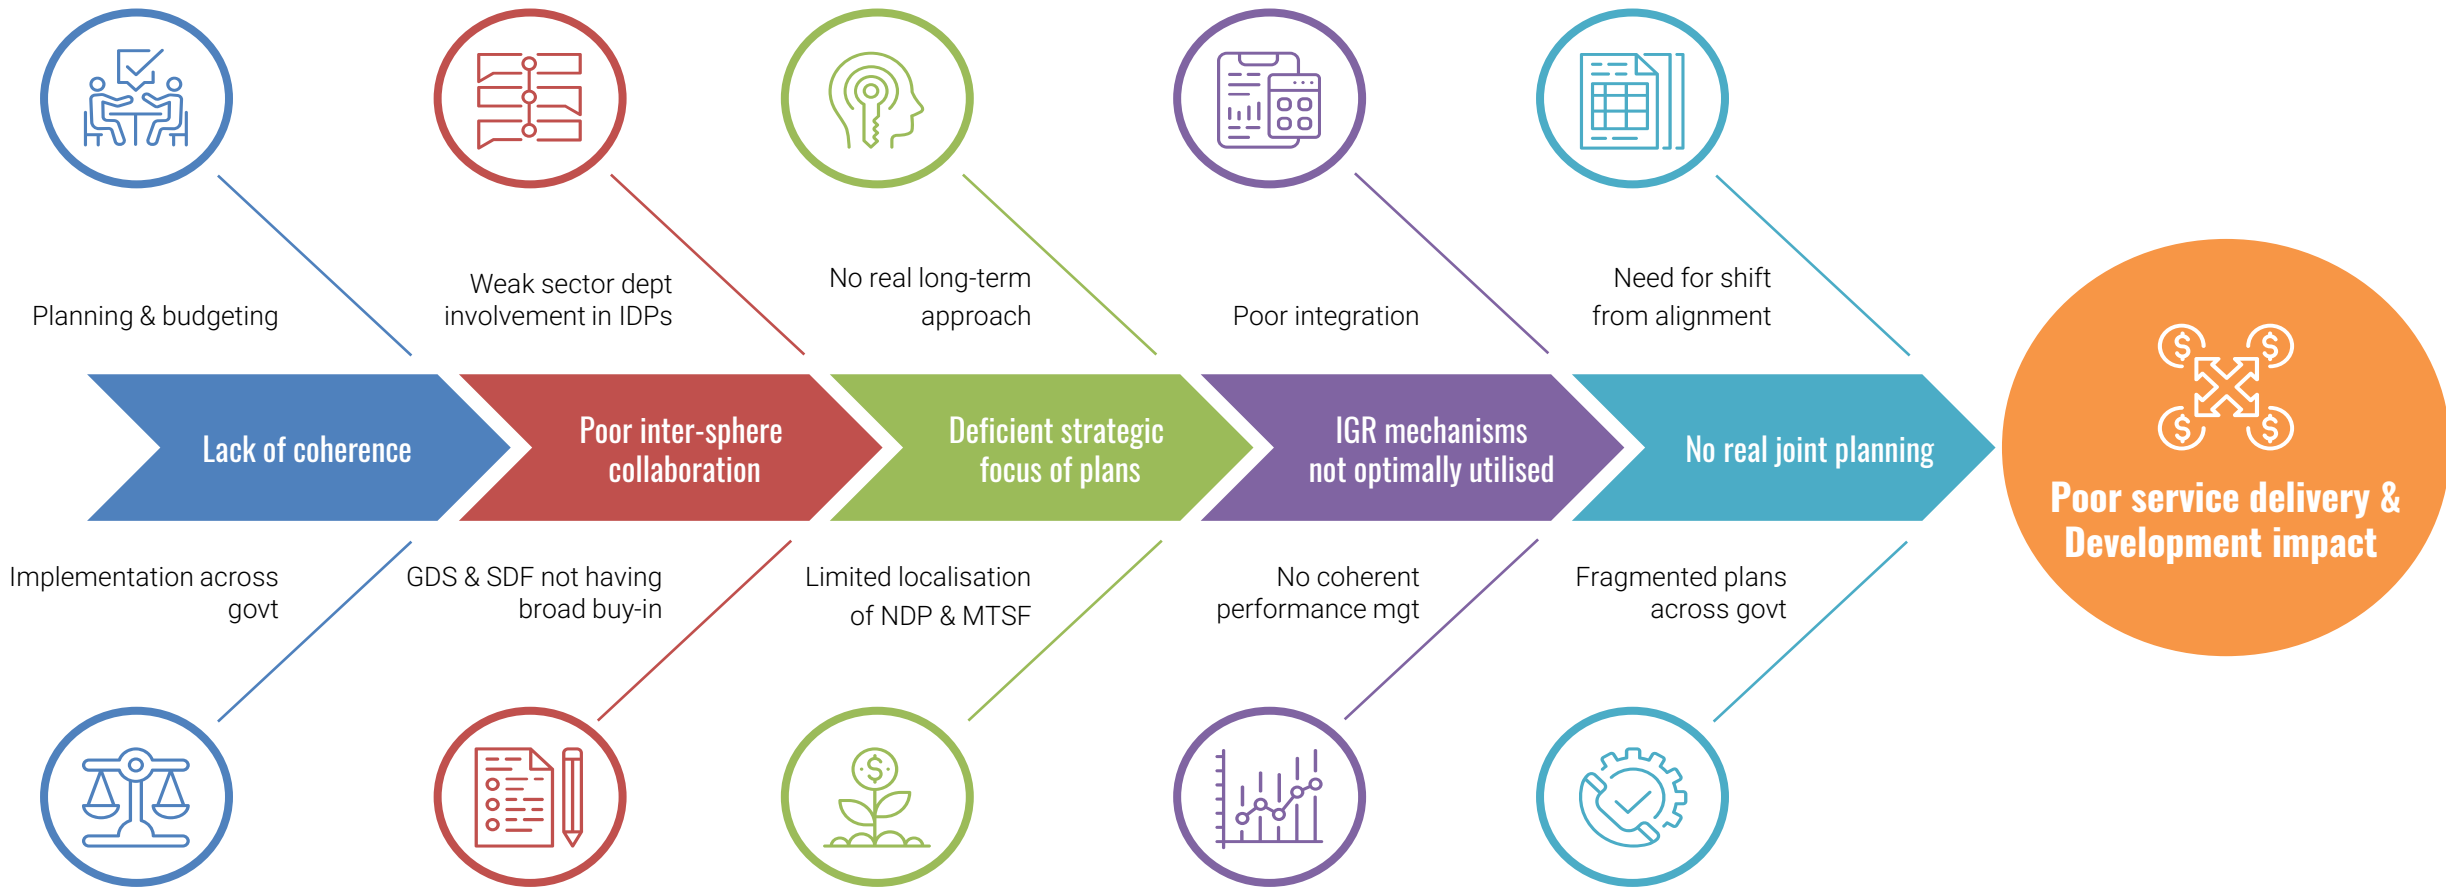 Planning & budgeting
Weak sector dept
involvement in IDPs
No real long-term
approach
Poor integration
Need for shift
from alignment
Lack of coherence
Poor inter-sphere
collaboration
Deficient strategic
focus of plans
IGR mechanisms
not optimally utilised
No real joint planning
Poor service delivery &
Development impact
Implementation across
govt
GDS & SDF not having
broad buy-in
Limited localisation
of NDP & MTSF
No coherent
performance mgt
Fragmented plans
across govt